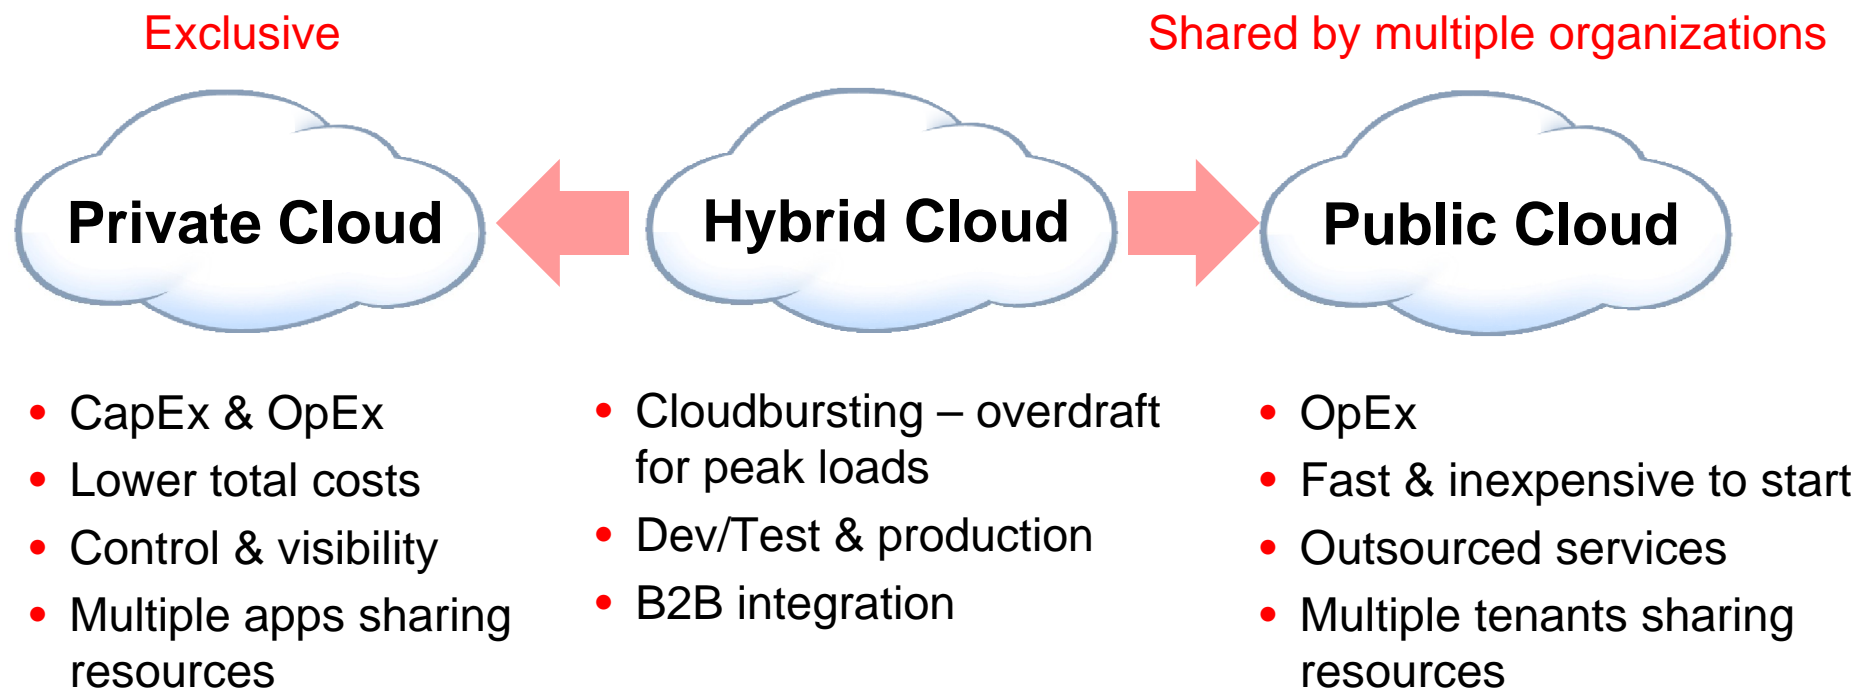 Exclusive
Shared by multiple organizations
Private Cloud
Hybrid Cloud
Public Cloud
• CapEx & OpEx
• Lower total costs
• Control & visibility
• Multiple apps sharing
resources
• Cloudbursting – overdraft
for peak loads
• Dev/Test & production
• B2B integration
• OpEx
• Fast & inexpensive to start
• Outsourced services
• Multiple tenants sharing
resources